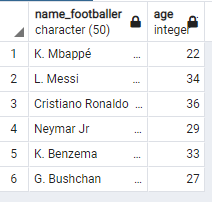 name_footballer age
character (50) integer
1 K. Mbappé ... 22
2 L. Messi ... 34
3 Cristiano Ronaldo ... 36
4 Neymar Jr ... 29
5 K. Benzema ... 33
6 G. Bushchan ... 27